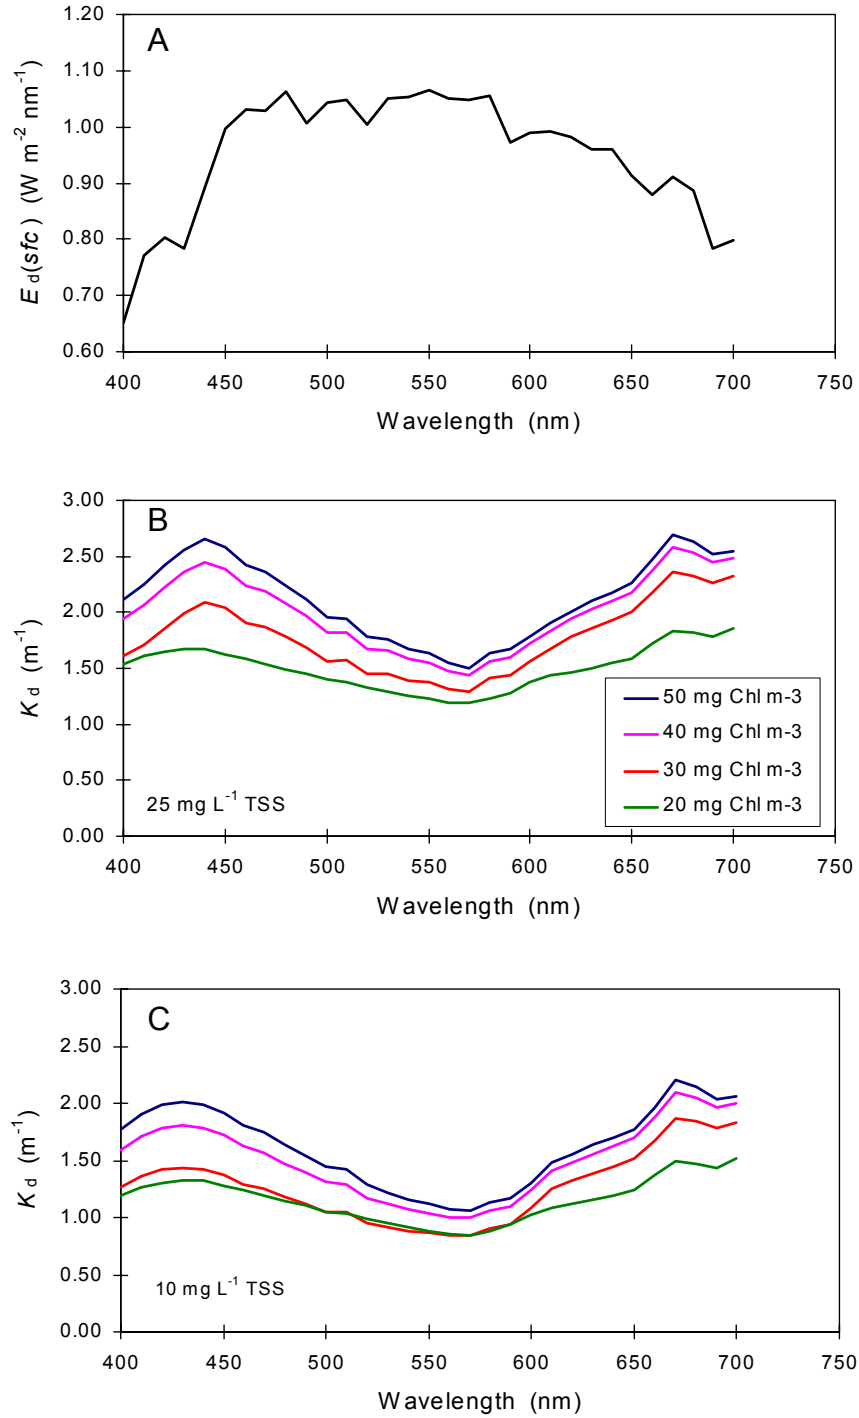 A
1.20
1.10
1.00
0.90
0.80
0.70
0.60
E d(sfc) (W m-2 nm-1)
400 450 500 550 600 650 700 750
Wavelength (nm)
B
3.00
2.50
2.00
1.50
1.00
0.50
0.00
K d (m-1)
50 mg Chl m-3
40 mg Chl m-3
30 mg Chl m-3
20 mg Chl m-3
25 mg L-1 TSS
400 450 500 550 600 650 700 750
Wavelength (nm)
C
3.00
2.50
2.00
1.50
1.00
0.50
0.00
K d (m-1)
10 mg L-1 TSS
400 450 500 550 600 650 700 750
Wavelength (nm)